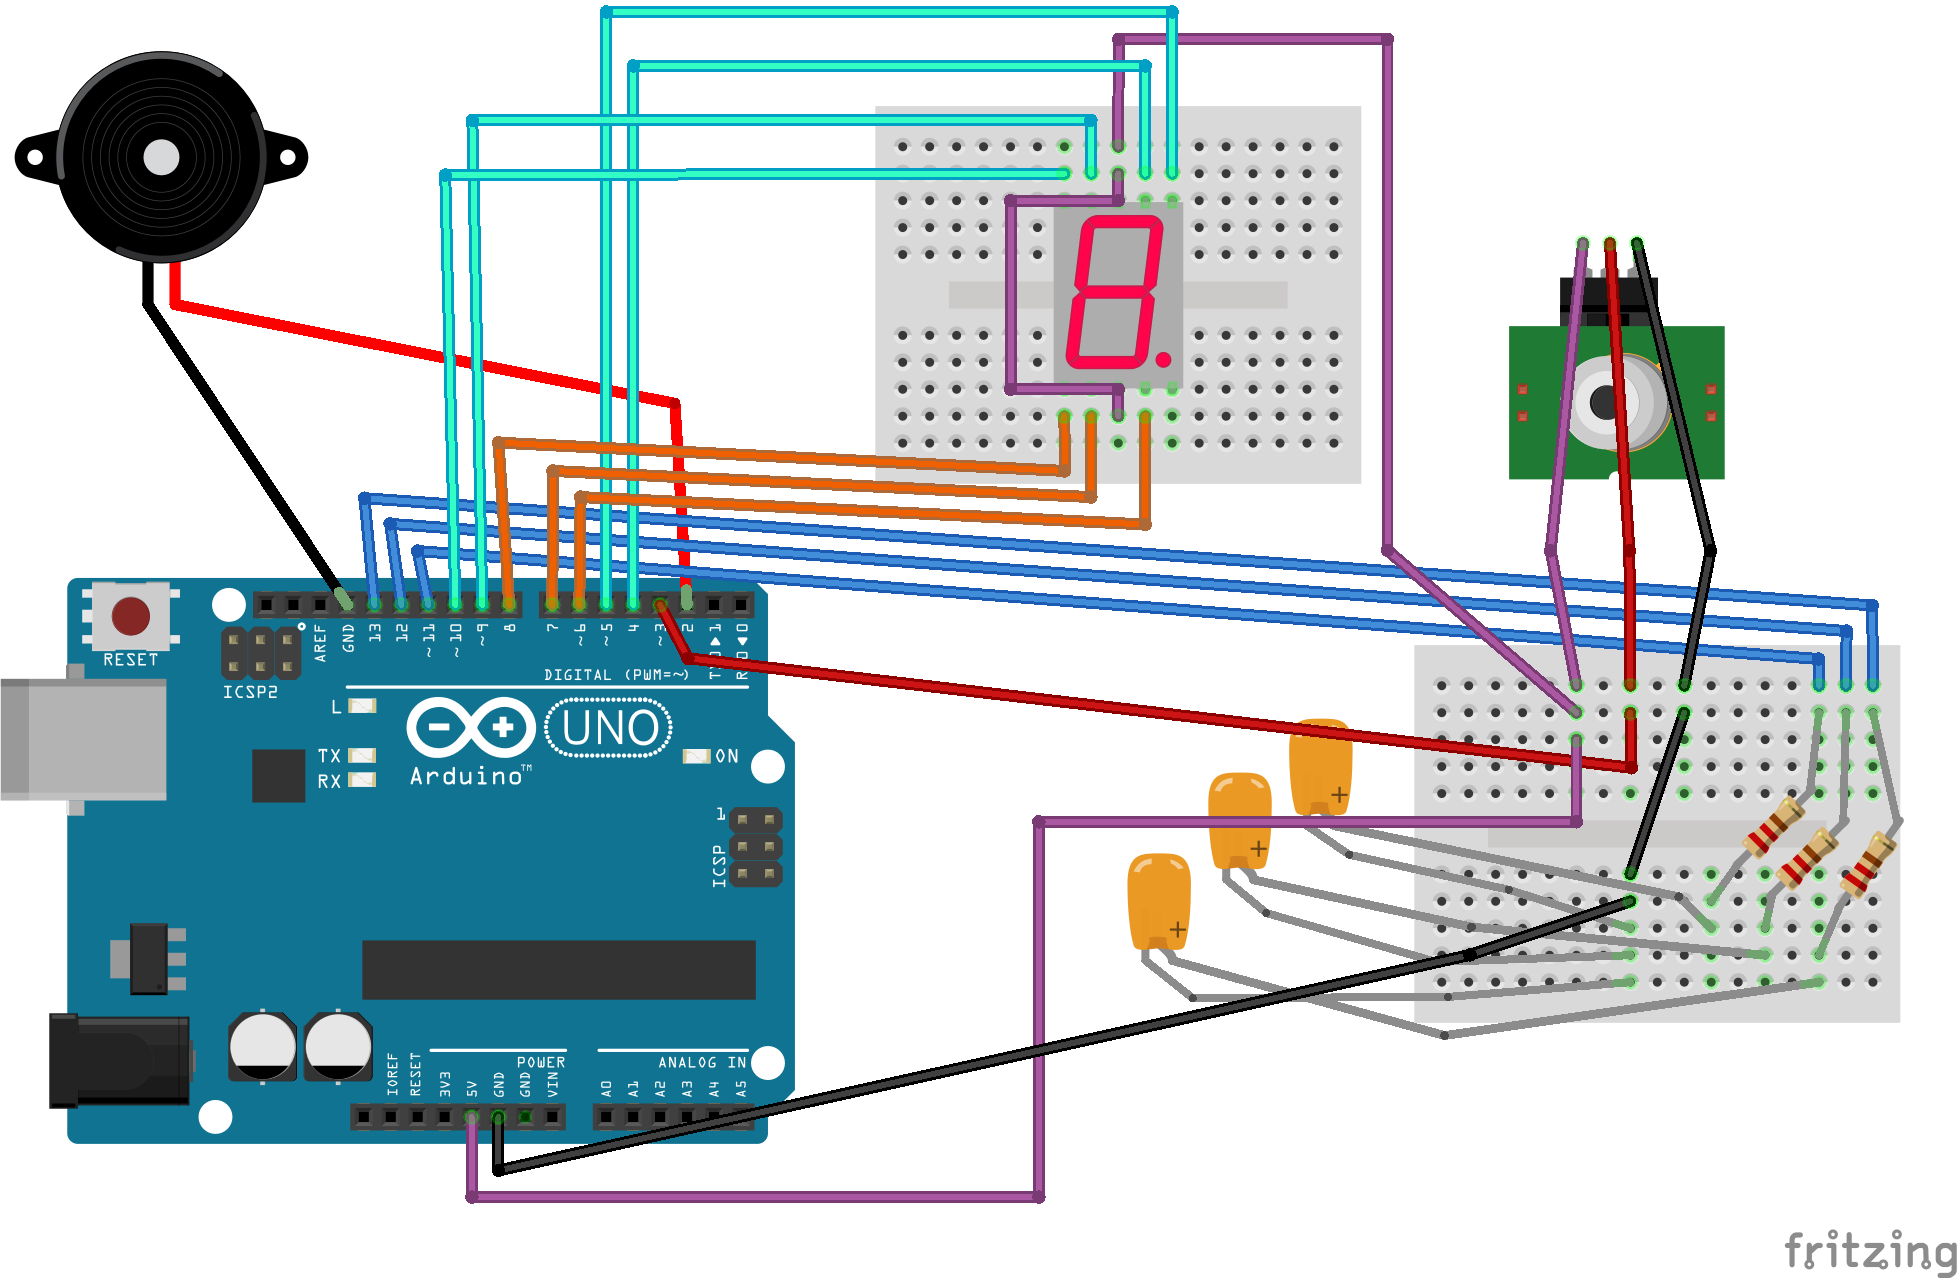 RESET
ICSP2
AREF
GND
13
12
~11
~10
~9
8
7
~6
~5
4
~3
2
1
0
DIGITAL (PWM=~)
L
TX
RX
UNO
ON
Arduino™
1
ICSP
+
+
+
IOREF
RESET
3V3
5V
GND
GND
VIN
POWER
ANALOG IN
A0
A1
A2
A3
A4
A5
fritzing